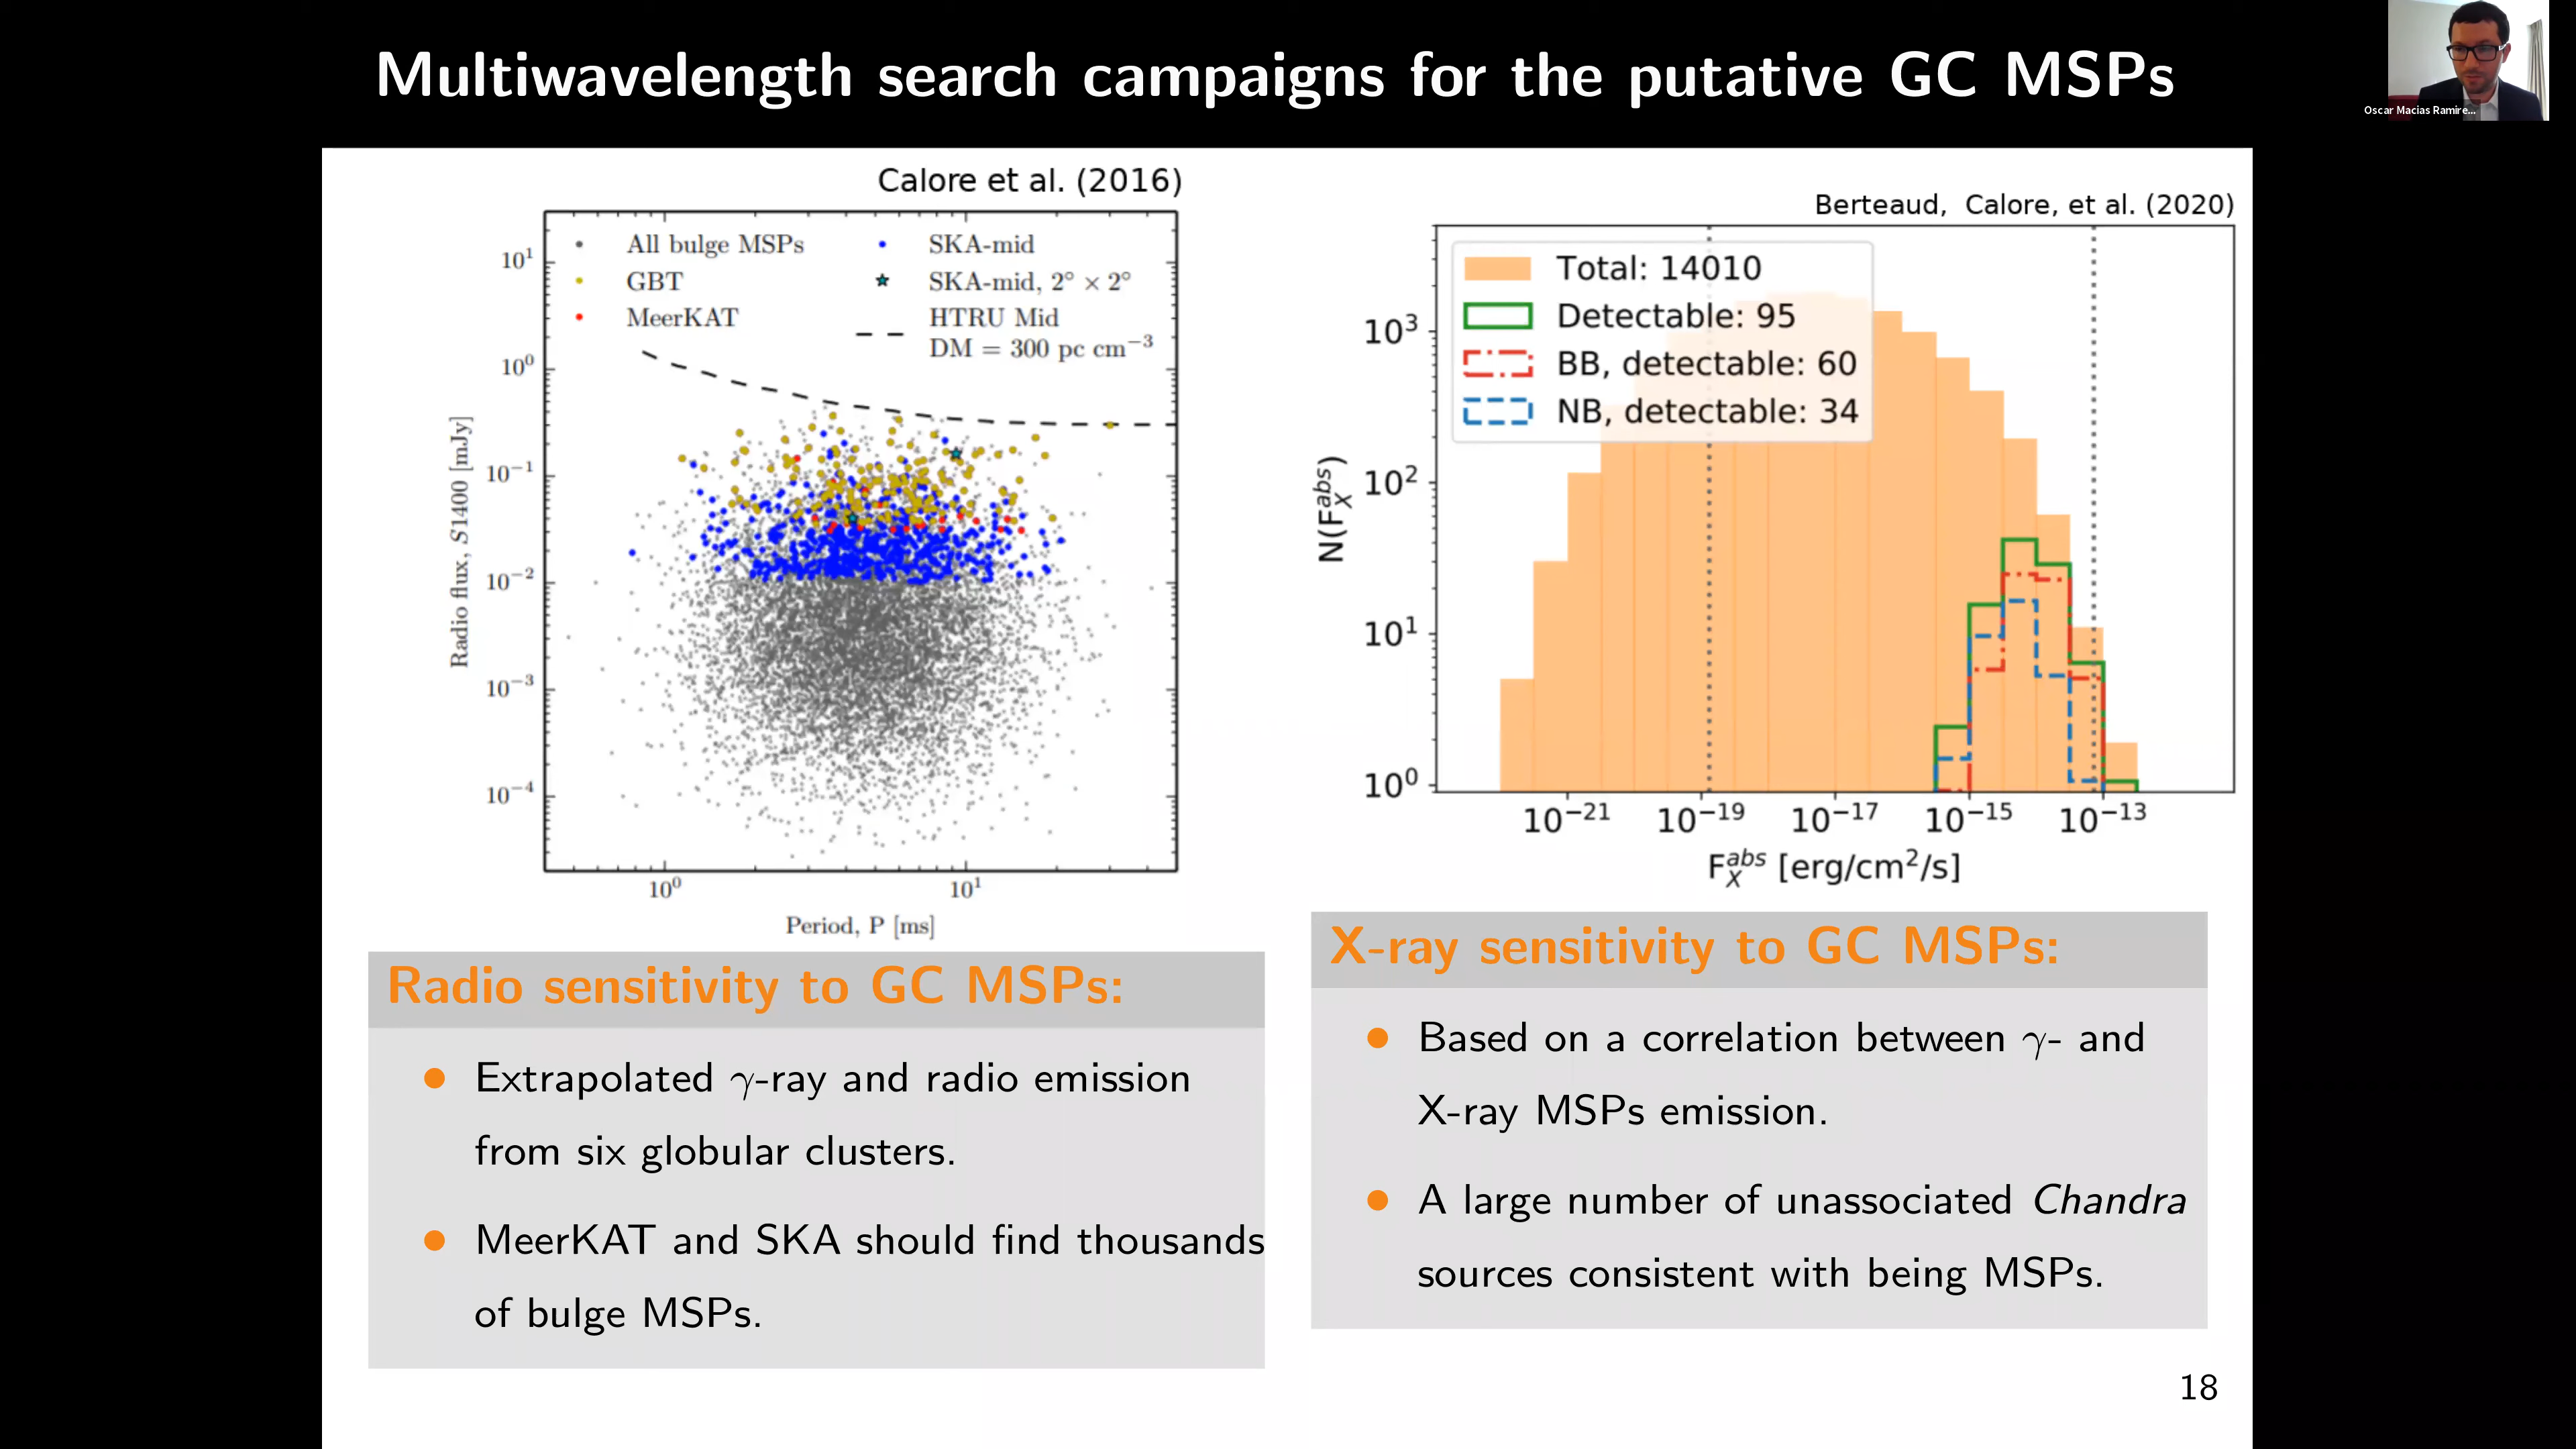 Multiwavelength search campaigns for the putative GC MSPs
Oscar Macias Ramire...
Calore et al. (2016)
All bulge MSPs
GBT
MeerKAT
SKA-mid
SKA-mid, 2° × 2°
HTRU Mid
DM = 300 pc cm⁻³
Radio flux, S1400 [mJy]
10¹
10⁰
10⁻¹
10⁻²
10⁻³
10⁻⁴
10⁰
10¹
Period, P [ms]
Radio sensitivity to GC MSPs:
Extrapolated γ-ray and radio emission
from six globular clusters.
MeerKAT and SKA should find thousands
of bulge MSPs.
Berteaud, Calore, et al. (2020)
Total: 14010
Detectable: 95
BB, detectable: 60
NB, detectable: 34
N(F_X^abs)
10³
10²
10¹
10⁰
10⁻²¹
10⁻¹⁹
10⁻¹⁷
10⁻¹⁵
10⁻¹³
F_X^abs [erg/cm²/s]
X-ray sensitivity to GC MSPs:
Based on a correlation between γ- and
X-ray MSPs emission.
A large number of unassociated Chandra
sources consistent with being MSPs.
18